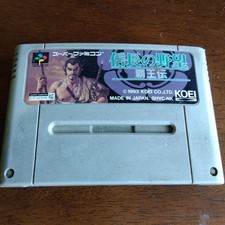 スーパーファミコン
信長の野望
覇王伝
©1993 KOEI CO.,LTD.
MADE IN JAPAN, SHVC-NK
KOEI